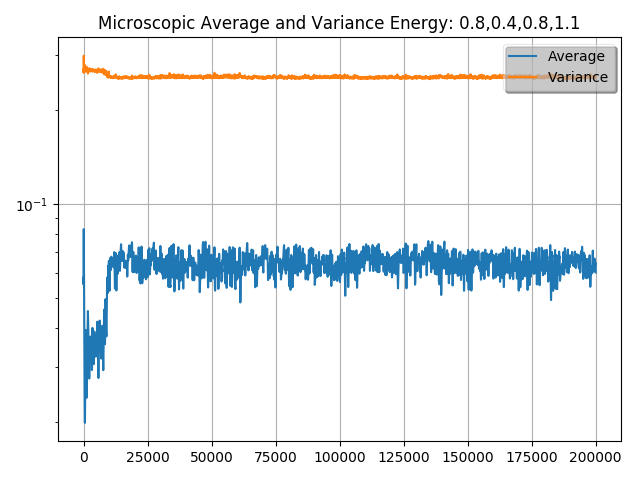 Microscopic Average and Variance Energy: 0.8,0.4,0.8,1.1
Average
Variance
10^{-1}
0 25000 50000 75000 100000 125000 150000 175000 200000